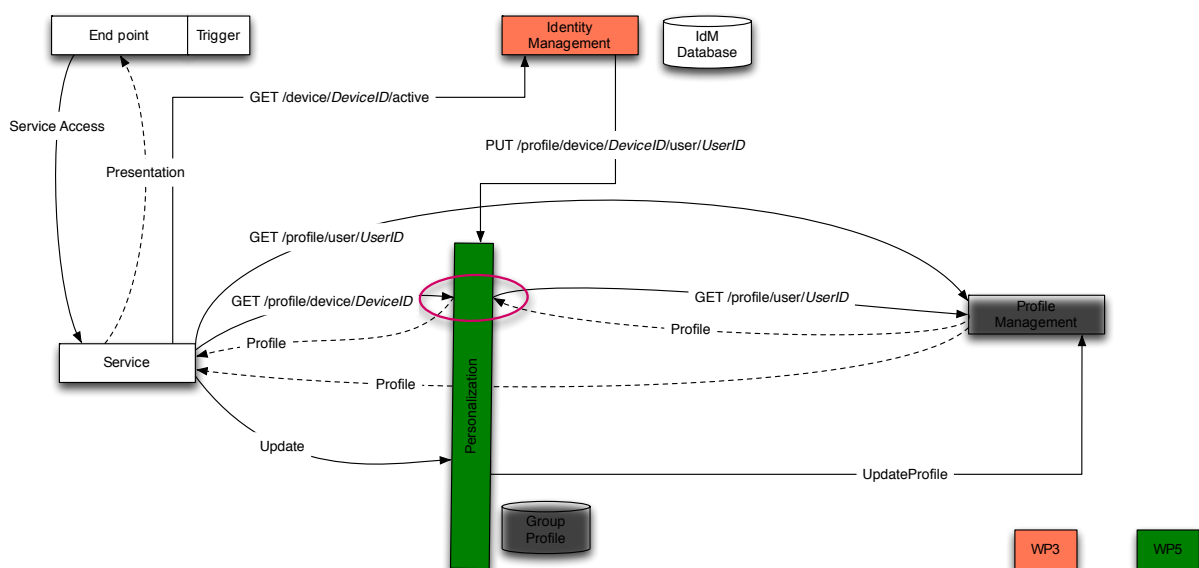 End point
Trigger
Identity
Management
IdM
Database
GET /device/DeviceID/active
Service Access
PUT /profile/device/DeviceID/user/UserID
Presentation
GET /profile/user/UserID
GET /profile/device/DeviceID
GET /profile/user/UserID
Profile
Management
Profile
Profile
Service
Profile
Personalization
Update
UpdateProfile
Group
Profile
WP3
WP5